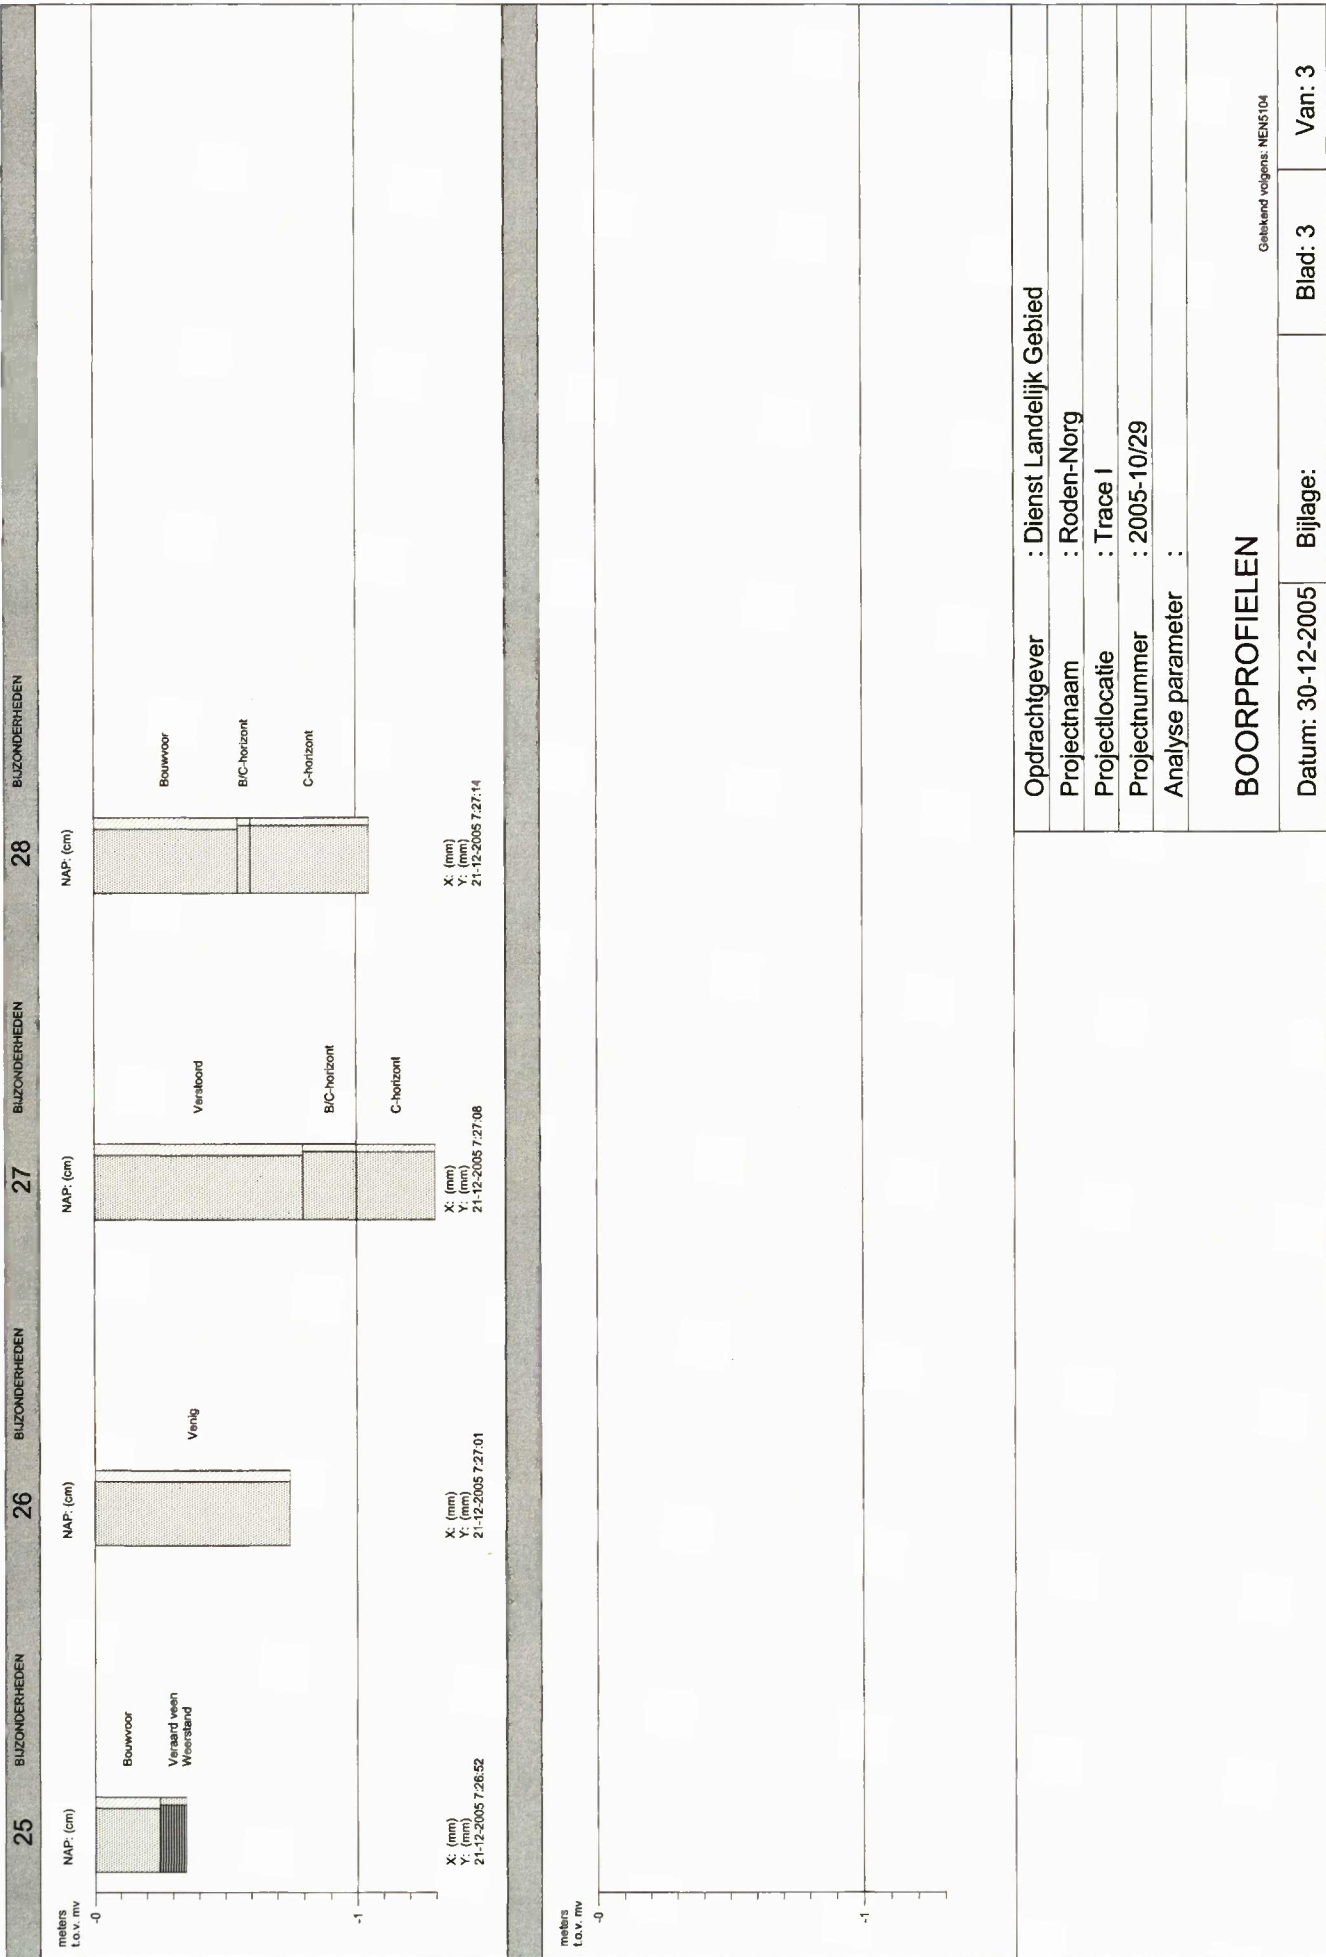 25 BIJZONDERHEDEN 26 BIJZONDERHEDEN 27 BIJZONDERHEDEN 28 BIJZONDERHEDEN
NAP: (cm) NAP: (cm) NAP: (cm) NAP: (cm)
meters
t.o.v. mv
-0
-1
Bouwvoor
Veraard veen
Weerstand
X: (mm)
Y: (mm)
21-12-2005 7:26:52
Venig
X: (mm)
Y: (mm)
21-12-2005 7:27:01
Verstoord
B/C-horizont
C-horizont
X: (mm)
Y: (mm)
21-12-2005 7:27:08
Bouwvoor
B/C-horizont
C-horizont
X: (mm)
Y: (mm)
21-12-2005 7:27:14
meters
t.o.v. mv
-0
-1
Opdrachtgever : Dienst Landelijk Gebied
Projectnaam : Roden-Norg
Projectlocatie : Trace I
Projectnummer : 2005-10/29
Analyse parameter :
BOORPROFIELEN
Getekend volgens: NEN5104
Datum: 30-12-2005 Bijlage: Blad: 3 Van: 3